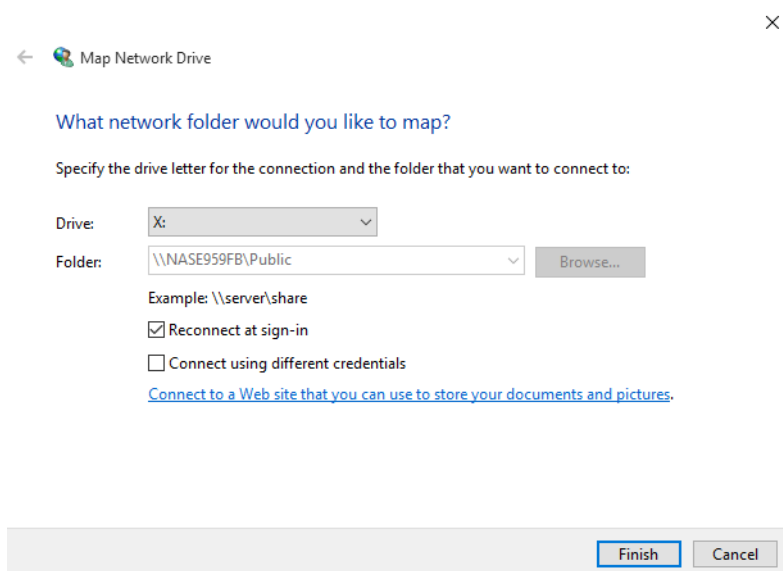 Map Network Drive
What network folder would you like to map?
Specify the drive letter for the connection and the folder that you want to connect to:
Drive: X:
Folder: \\NASE959FB\Public Browse...
Example: \\server\share
Reconnect at sign-in
Connect using different credentials
Connect to a Web site that you can use to store your documents and pictures.
Finish Cancel